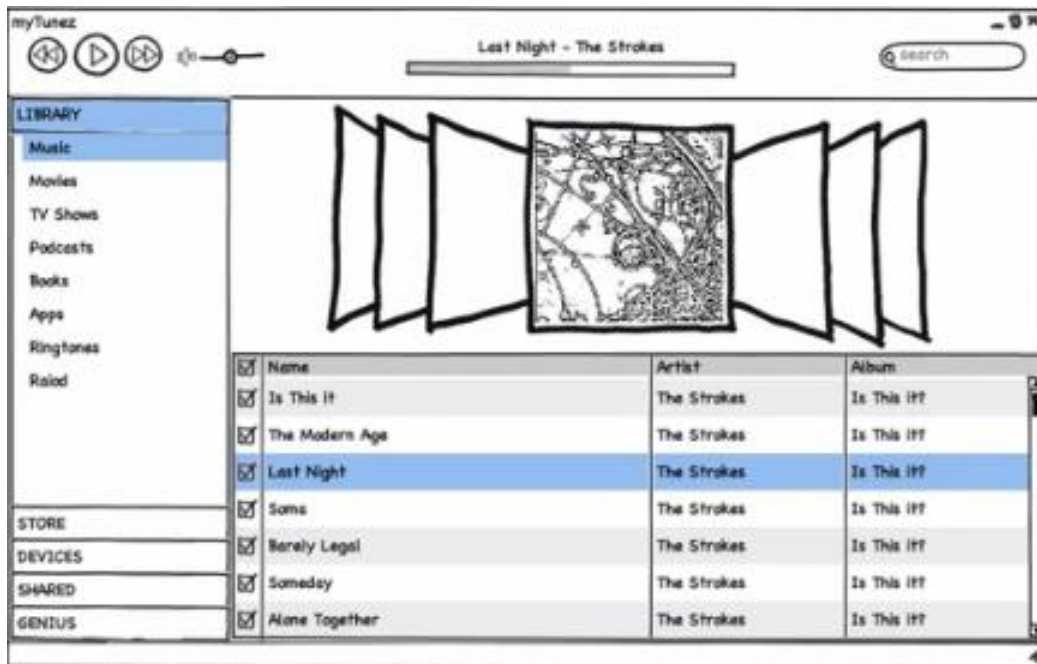 myTunez
Last Night - The Strokes
search
LIBRARY
Music
Movies
TV Shows
Podcasts
Books
Apps
Ringtones
Raiod
STORE
DEVICES
SHARED
GENIUS
Name Artist Album
Is This it The Strokes Is This it?
The Modern Age The Strokes Is This it?
Last Night The Strokes Is This it?
Soma The Strokes Is This it?
Barely Legal The Strokes Is This it?
Someday The Strokes Is This it?
Alone Together The Strokes Is This it?